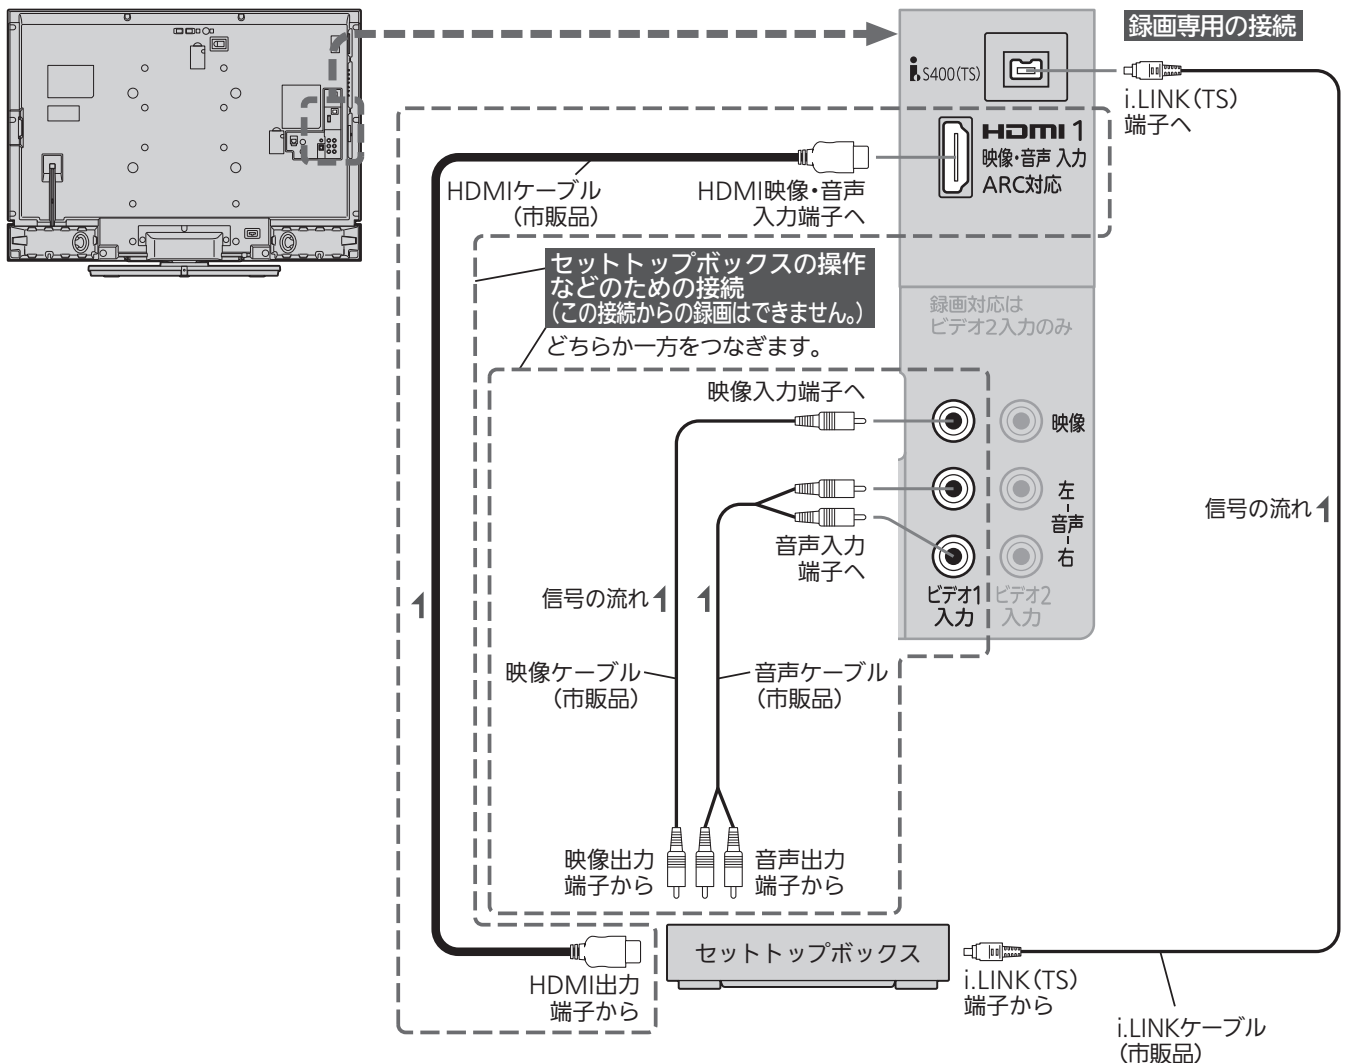 録画専用の接続
S400(TS)
i.LINK(TS)
端子へ
HDMI 1
映像・音声 入力
ARC対応
HDMIケーブル
(市販品)
HDMI映像・音声
入力端子へ
セットトップボックスの操作
などのための接続
(この接続からの録画はできません。)
どちらか一方をつなぎます。
録画対応は
ビデオ2入力のみ
映像入力端子へ
映像
左
音声
右
音声入力
端子へ
ビデオ1
入力
ビデオ2
入力
信号の流れ
信号の流れ
映像ケーブル
(市販品)
音声ケーブル
(市販品)
映像出力
端子から
音声出力
端子から
セットトップボックス
HDMI出力
端子から
i.LINK(TS)
端子から
i.LINKケーブル
(市販品)